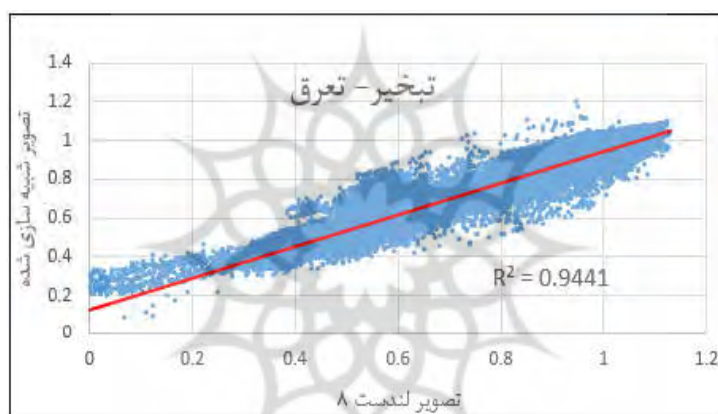 تبخیر - تعرق
تصویر شبیه سازی شده
1.4
1.2
1
0.8
0.6
0.4
0.2
0
R² = 0.9441
0 0.2 0.4 0.6 0.8 1 1.2
تصویر لندست ۸